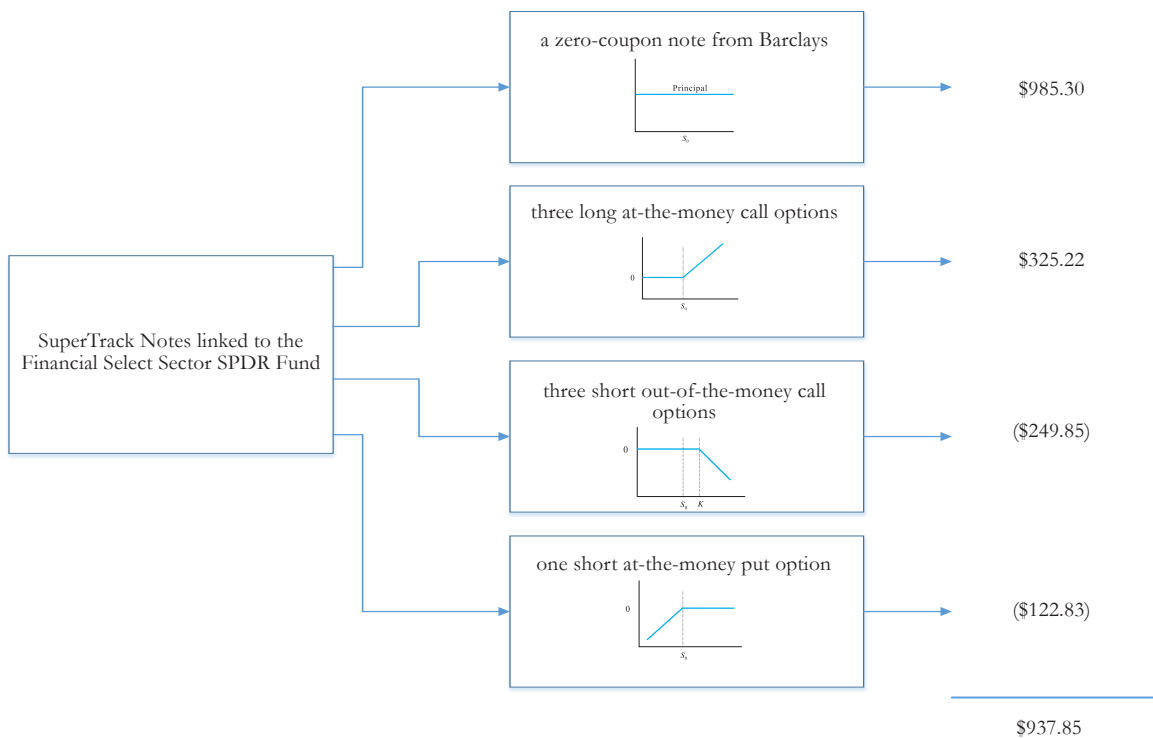 a zero-coupon note from Barclays
Principal
S₀
$985.30
three long at-the-money call options
0
S₀
$325.22
SuperTrack Notes linked to the
Financial Select Sector SPDR Fund
three short out-of-the-money call
options
0
S₀ K
($249.85)
one short at-the-money put option
0
S₀
($122.83)
$937.85